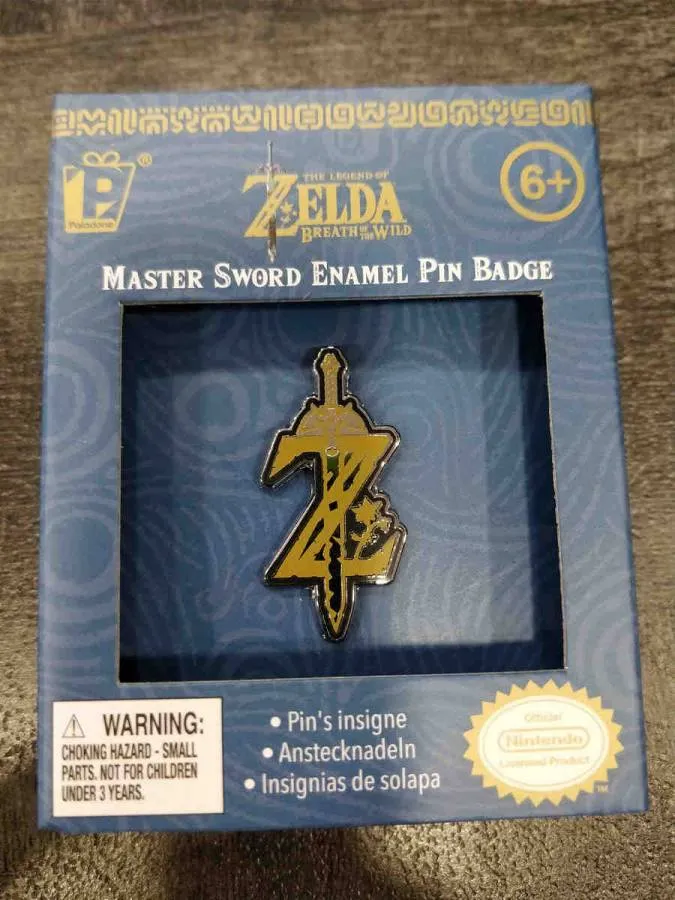 Paladone
®
THE LEGEND OF
ZELDA
BREATH OF THE WILD
6+
MASTER SWORD ENAMEL PIN BADGE
Z
WARNING:
CHOKING HAZARD - SMALL
PARTS. NOT FOR CHILDREN
UNDER 3 YEARS.
• Pin's insigne
• Anstecknadeln
• Insignias de solapa
Official
Nintendo
Licensed Product
™